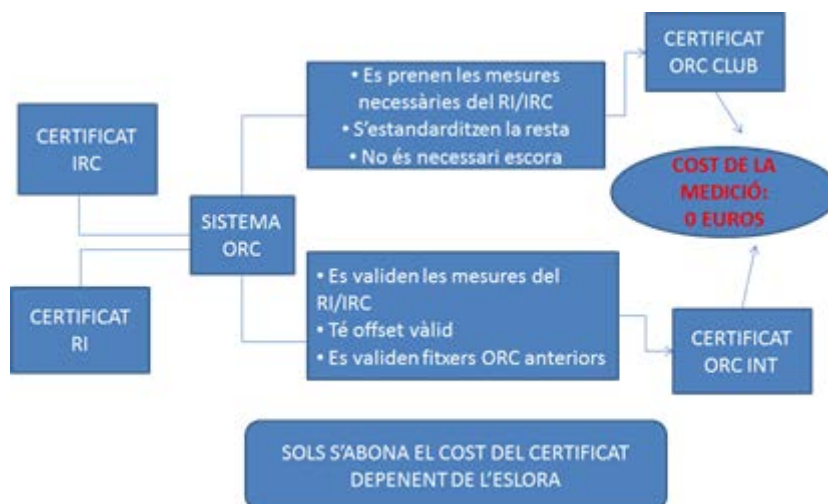 CERTIFICAT
IRC
CERTIFICAT
RI
SISTEMA
ORC
• Es prenen les mesures
necessàries del RI/IRC
• S'estandarditzen la resta
• No és necessari escora
• Es validen les mesures del
RI/IRC
• Té offset vàlid
• Es validen fitxers ORC anteriors
CERTIFICAT
ORC CLUB
COST DE LA
MEDICIÓ:
0 EUROS
CERTIFICAT
ORC INT
SOLS S'ABONA EL COST DEL CERTIFICAT
DEPENENT DE L'ESLORA